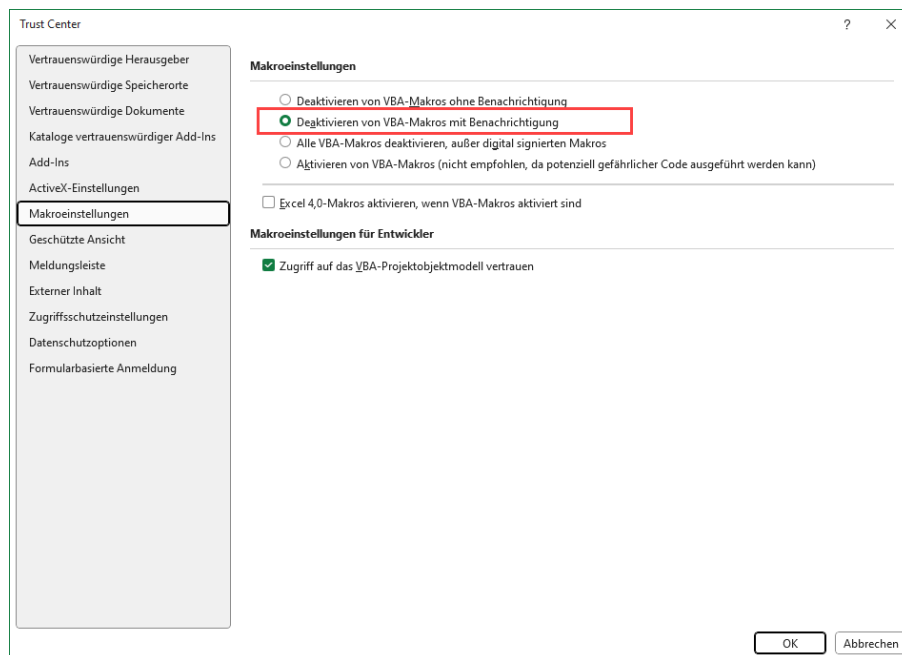 Trust Center
?
Vertrauenswürdige Herausgeber
Vertrauenswürdige Speicherorte
Vertrauenswürdige Dokumente
Kataloge vertrauenswürdiger Add-Ins
Add-Ins
ActiveX-Einstellungen
Makroeinstellungen
Geschützte Ansicht
Meldungsleiste
Externer Inhalt
Zugriffsschutzeinstellungen
Datenschutzoptionen
Formularbasierte Anmeldung
Makroeinstellungen
Deaktivieren von VBA-Makros ohne Benachrichtigung
Deaktivieren von VBA-Makros mit Benachrichtigung
Alle VBA-Makros deaktivieren, außer digital signierten Makros
Aktivieren von VBA-Makros (nicht empfohlen, da potenziell gefährlicher Code ausgeführt werden kann)
Excel 4,0-Makros aktivieren, wenn VBA-Makros aktiviert sind
Makroeinstellungen für Entwickler
Zugriff auf das VBA-Projektobjektmodell vertrauen
OK
Abbrechen